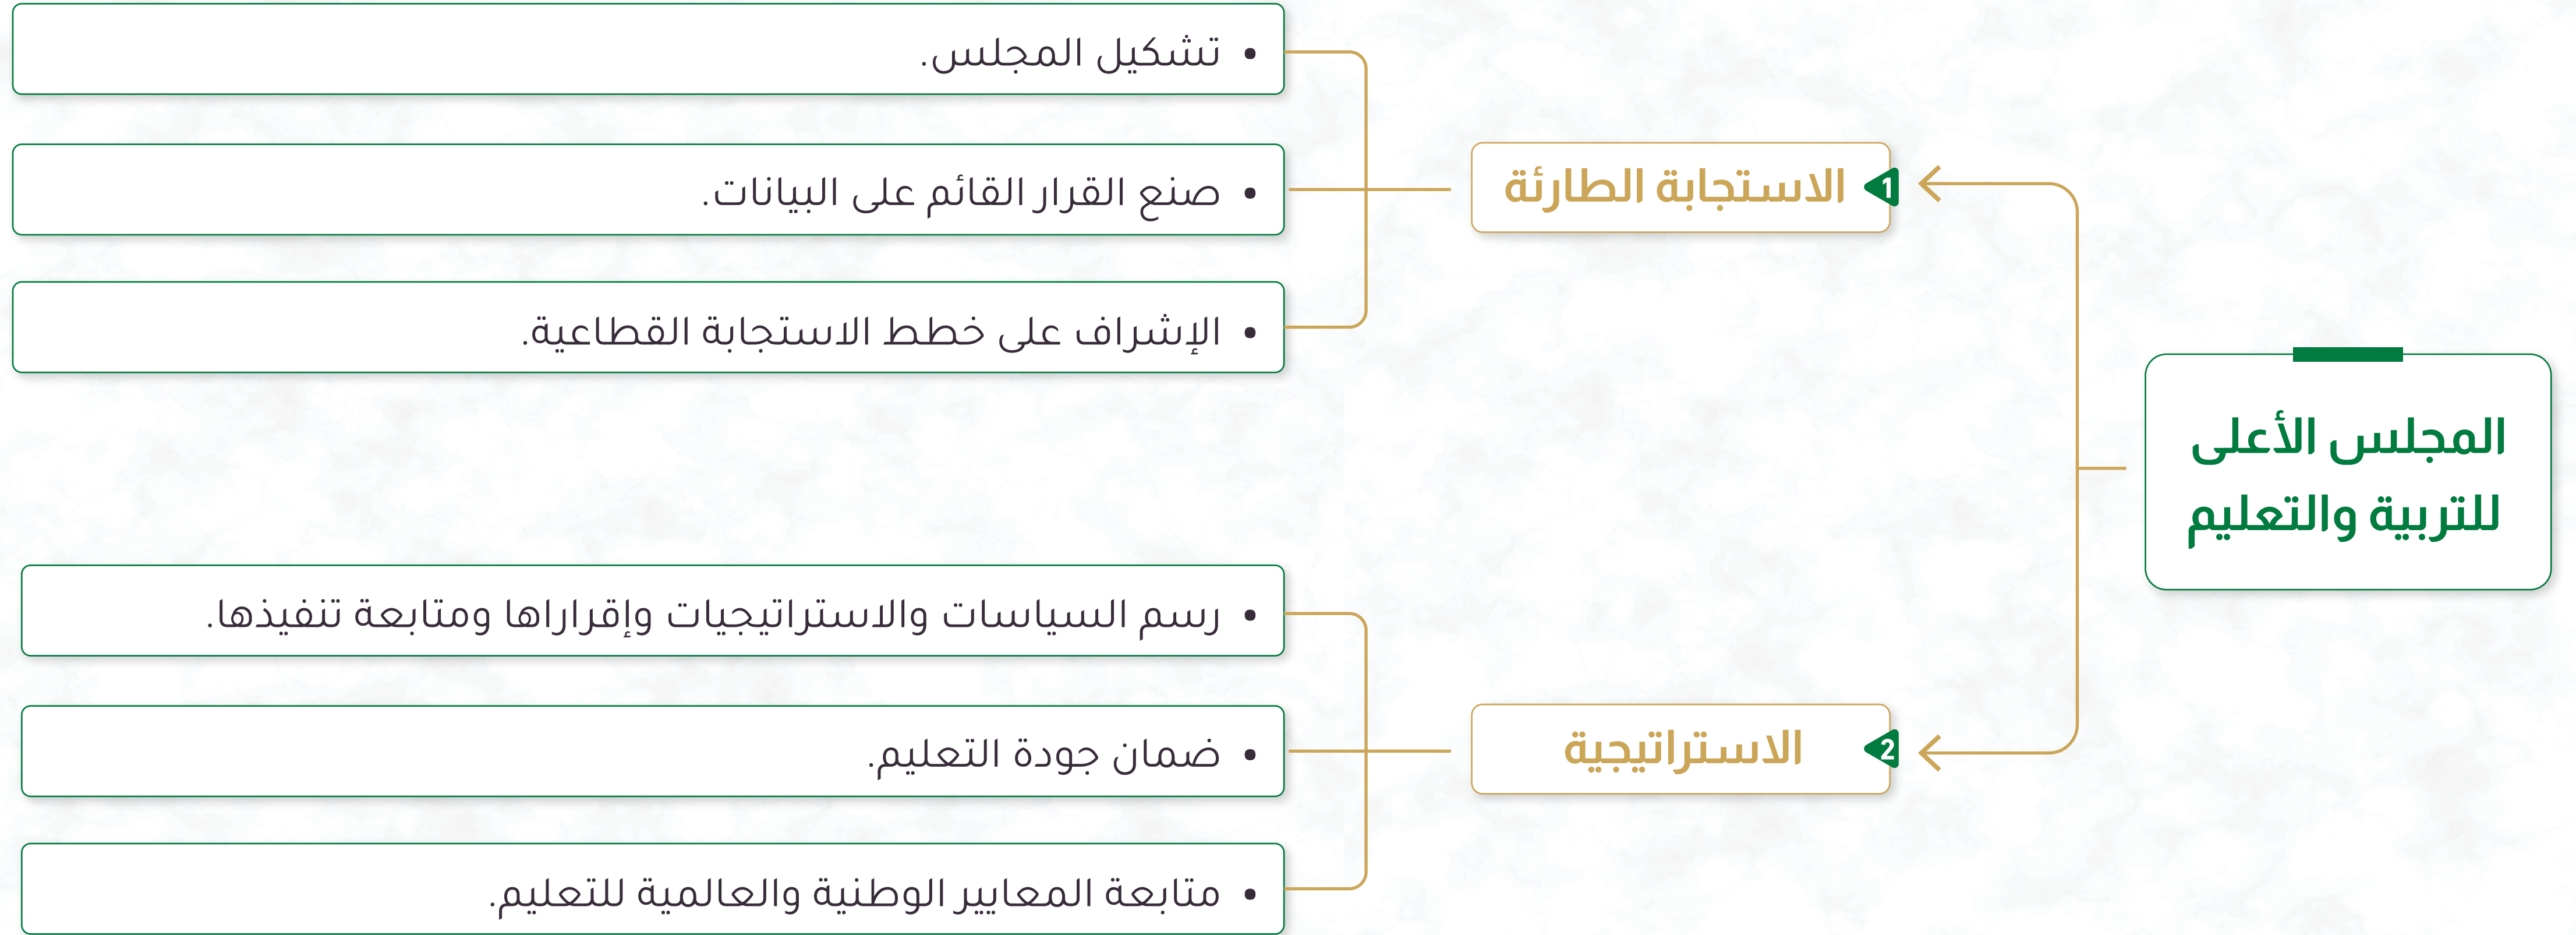 المجلس الأعلى
للتربية والتعليم
1
الاستجابة الطارئة
• تشكيل المجلس.
• صنع القرار القائم على البيانات.
• الإشراف على خطط الاستجابة القطاعية.
2
الاستراتيجية
• رسم السياسات والاستراتيجيات وإقراراها ومتابعة تنفيذها.
• ضمان جودة التعليم.
• متابعة المعايير الوطنية والعالمية للتعليم.